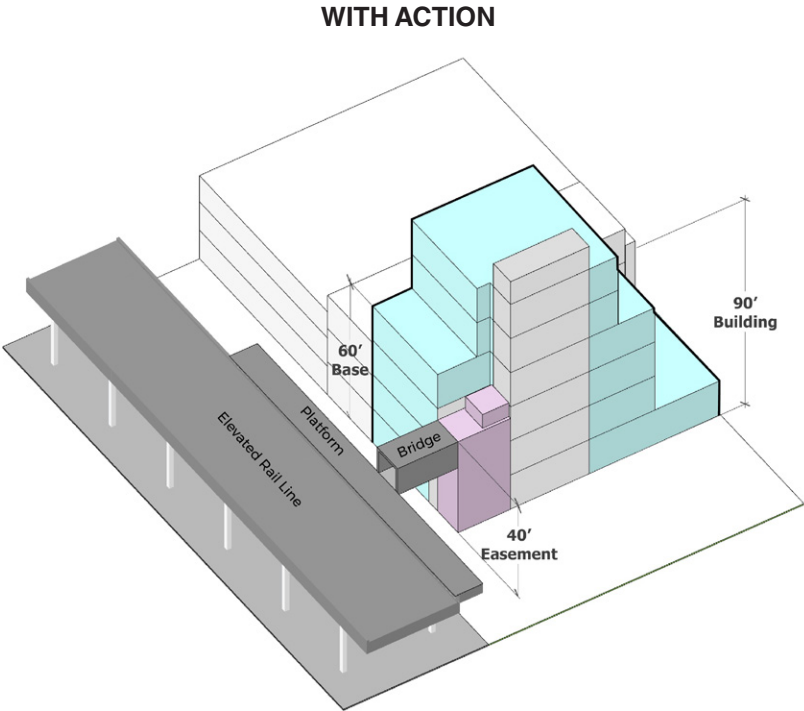 WITH ACTION
90’
Building
60’
Base
Platform
Bridge
Elevated Rail Line
40’
Easement